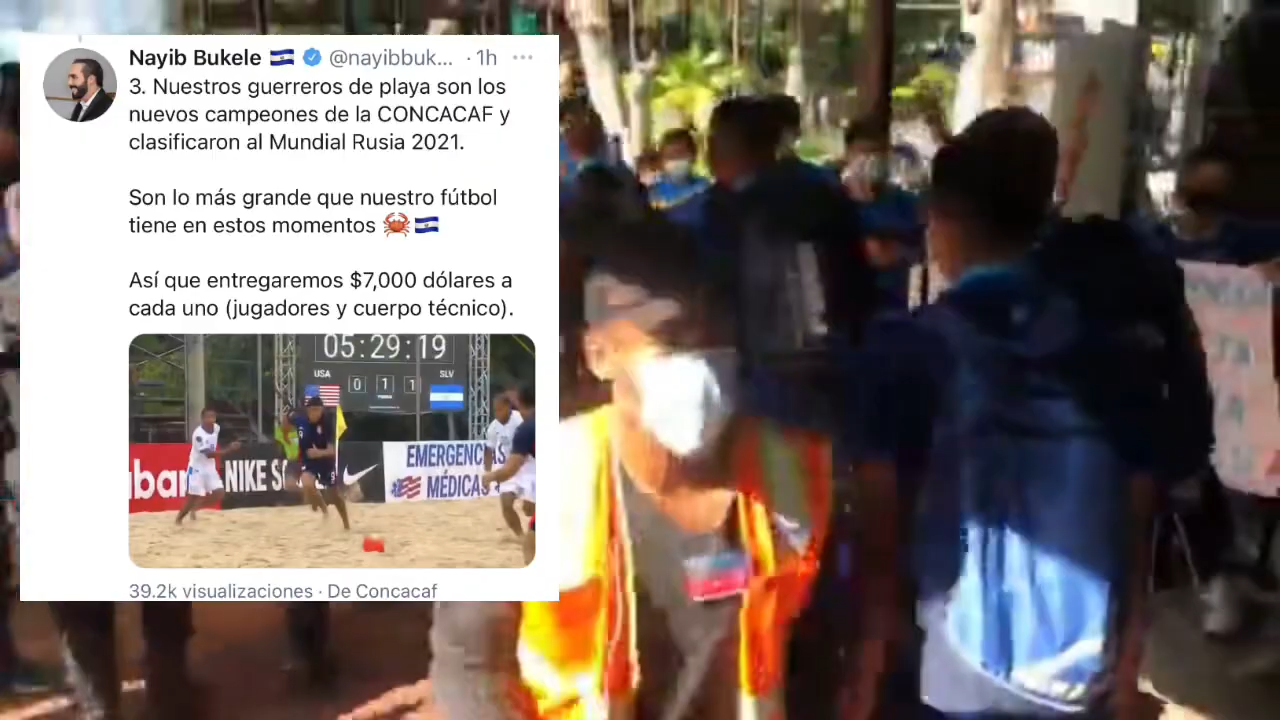 Nayib Bukele 🇸🇻 @nayibbuk... · 1h ···
3. Nuestros guerreros de playa son los
nuevos campeones de la CONCACAF y
clasificaron al Mundial Rusia 2021.
Son lo más grande que nuestro fútbol
tiene en estos momentos 🦀🇸🇻
Así que entregaremos $7,000 dólares a
cada uno (jugadores y cuerpo técnico).
05:29:19
USA
SLV
0 1 1
NIKE
EMERGENCIAS
MÉDICAS
39.2k visualizaciones · De Concacaf